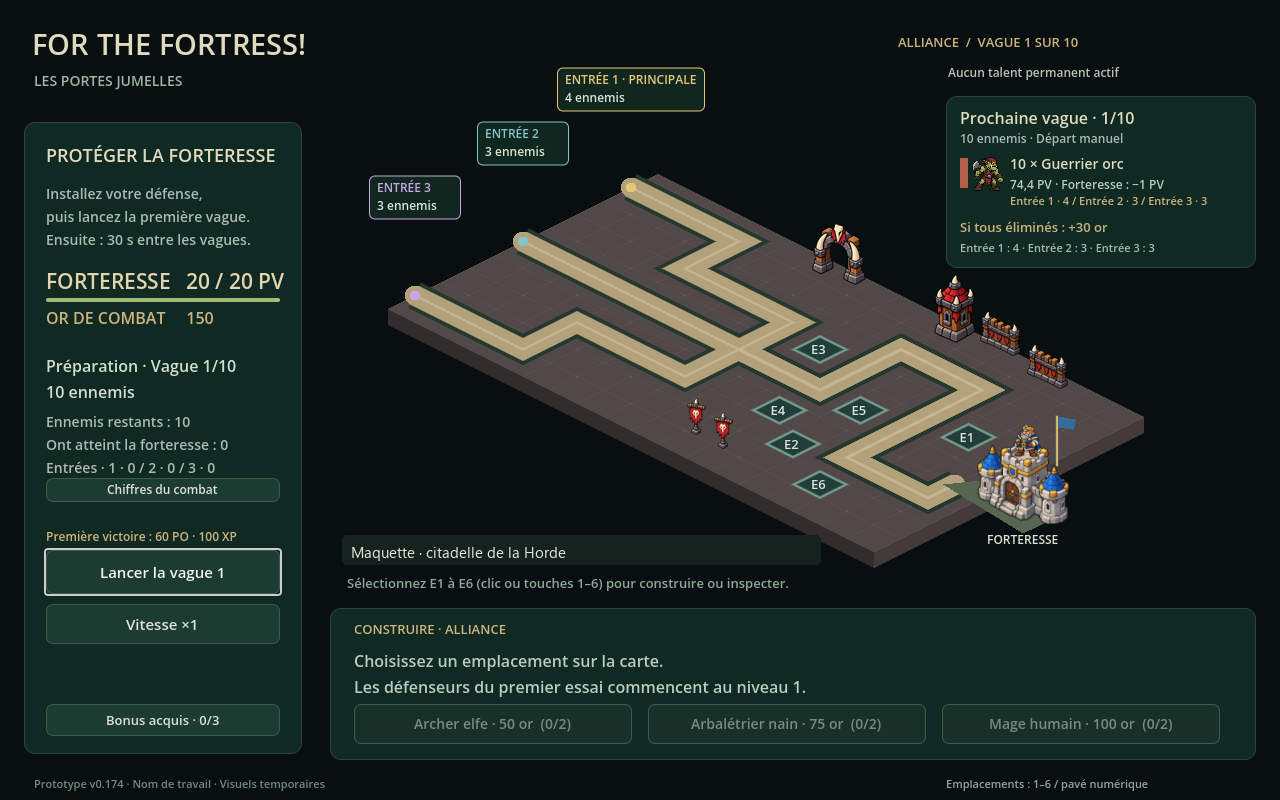 FOR THE FORTRESS!
LES PORTES JUMELLES
ALLIANCE / VAGUE 1 SUR 10
Aucun talent permanent actif
ENTRÉE 1 · PRINCIPALE
4 ennemis
ENTRÉE 2
3 ennemis
ENTRÉE 3
3 ennemis
Prochaine vague · 1/10
10 ennemis · Départ manuel
10 × Guerrier orc
74,4 PV · Forteresse : −1 PV
Entrée 1 · 4 / Entrée 2 · 3 / Entrée 3 · 3
Si tous éliminés : +30 or
Entrée 1 : 4 · Entrée 2 : 3 · Entrée 3 : 3
PROTÉGER LA FORTERESSE
Installez votre défense,
puis lancez la première vague.
Ensuite : 30 s entre les vagues.
FORTERESSE 20 / 20 PV
OR DE COMBAT 150
Préparation · Vague 1/10
10 ennemis
Ennemis restants : 10
Ont atteint la forteresse : 0
Entrées · 1 · 0 / 2 · 0 / 3 · 0
Chiffres du combat
Première victoire : 60 PO · 100 XP
Lancer la vague 1
Vitesse ×1
Bonus acquis · 0/3
E3
E4
E5
E1
E2
E6
FORTERESSE
Maquette · citadelle de la Horde
Sélectionnez E1 à E6 (clic ou touches 1–6) pour construire ou inspecter.
CONSTRUIRE · ALLIANCE
Choisissez un emplacement sur la carte.
Les défenseurs du premier essai commencent au niveau 1.
Archer elfe · 50 or (0/2)
Arbalétrier nain · 75 or (0/2)
Mage humain · 100 or (0/2)
Prototype v0.174 · Nom de travail · Visuels temporaires
Emplacements : 1–6 / pavé numérique